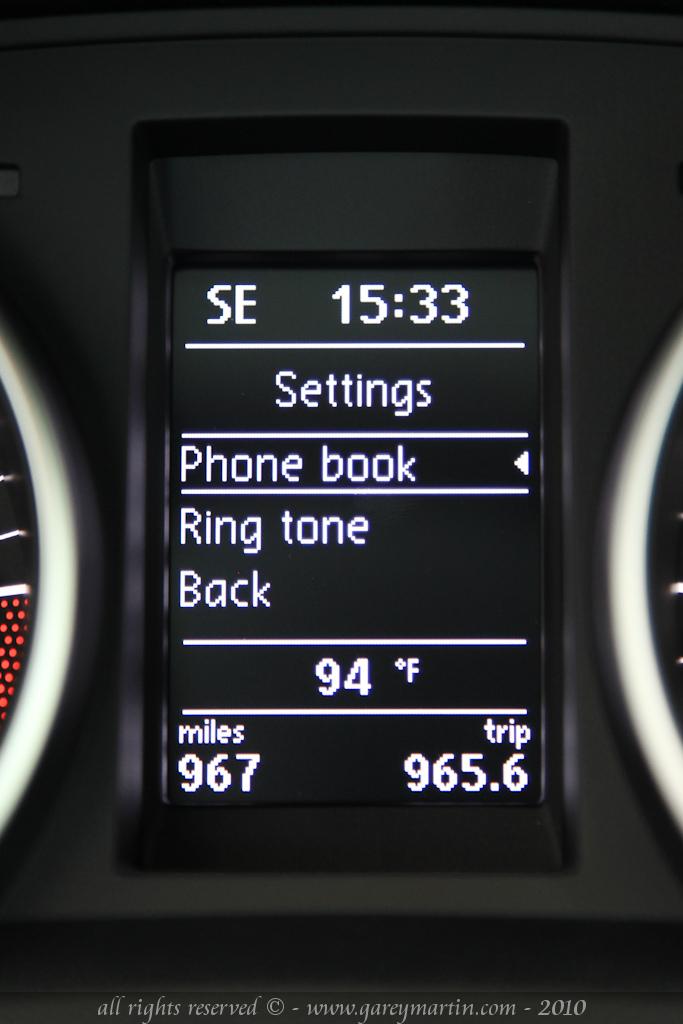 SE 15:33
Settings
Phone book
Ring tone
Back
94 °F
miles trip
967 965.6
all rights reserved © - www.gareymartin.com - 2010